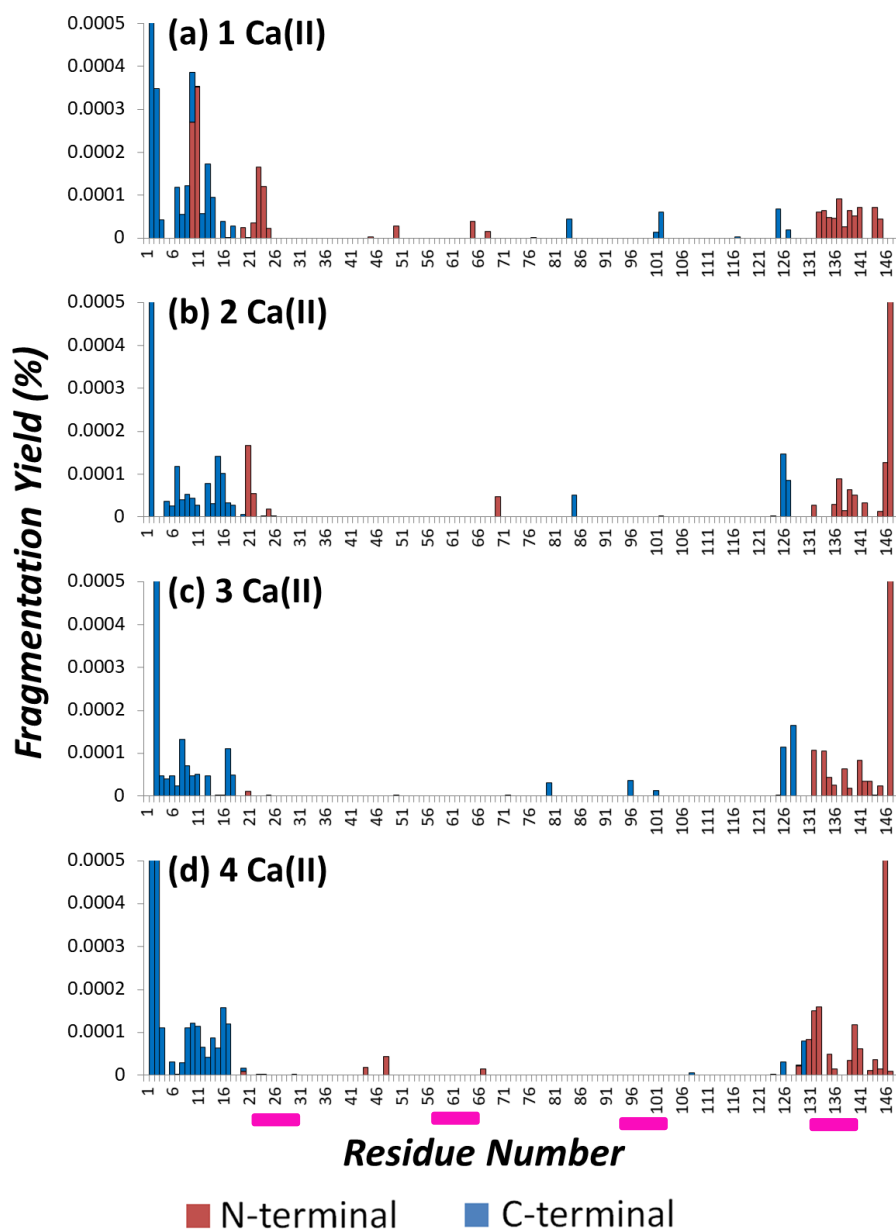 (a) 1 Ca(II)
0.0005
0.0004
0.0003
0.0002
0.0001
0
1 6 11 16 21 26 31 36 41 46 51 56 61 66 71 76 81 86 91 96 101 106 111 116 121 126 131 136 141 146
(b) 2 Ca(II)
0.0005
0.0004
0.0003
0.0002
0.0001
0
1 6 11 16 21 26 31 36 41 46 51 56 61 66 71 76 81 86 91 96 101 106 111 116 121 126 131 136 141 146
Fragmentation Yield (%)
(c) 3 Ca(II)
0.0005
0.0004
0.0003
0.0002
0.0001
0
1 6 11 16 21 26 31 36 41 46 51 56 61 66 71 76 81 86 91 96 101 106 111 116 121 126 131 136 141 146
(d) 4 Ca(II)
0.0005
0.0004
0.0003
0.0002
0.0001
0
1 6 11 16 21 26 31 36 41 46 51 56 61 66 71 76 81 86 91 96 101 106 111 116 121 126 131 136 141 146
Residue Number
N-terminal C-terminal